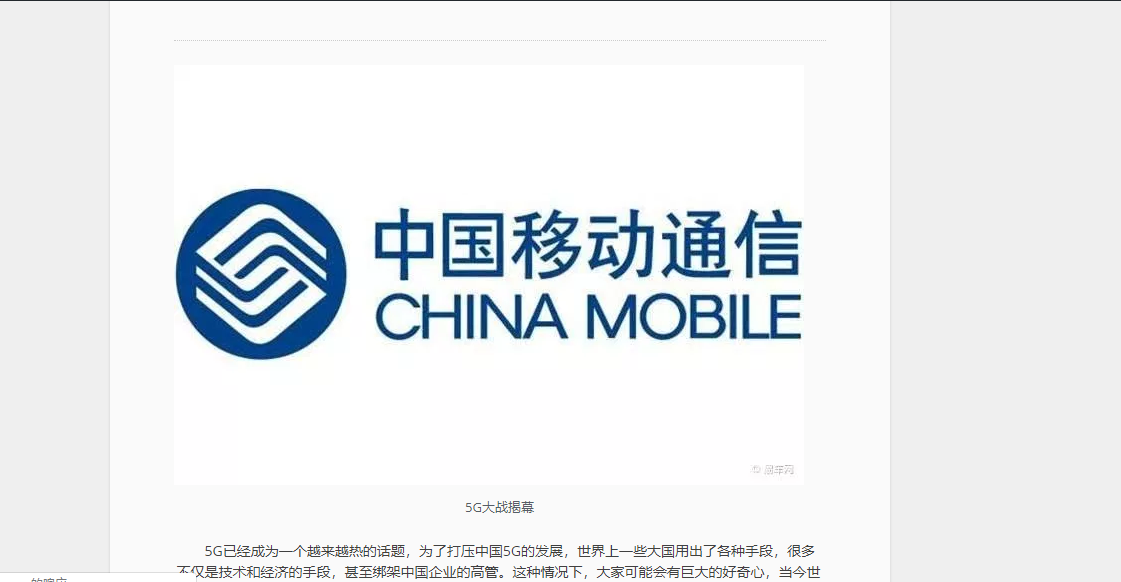 中国移动通信
CHINA MOBILE
5G大战揭幕
5G已经成为一个越来越热的话题，为了打压中国5G的发展，世界上一些大国用出了各种手段，很多
不仅是技术和经济的手段，甚至绑架中国企业的高管。这种情况下，大家可能会有巨大的好奇心，当今世